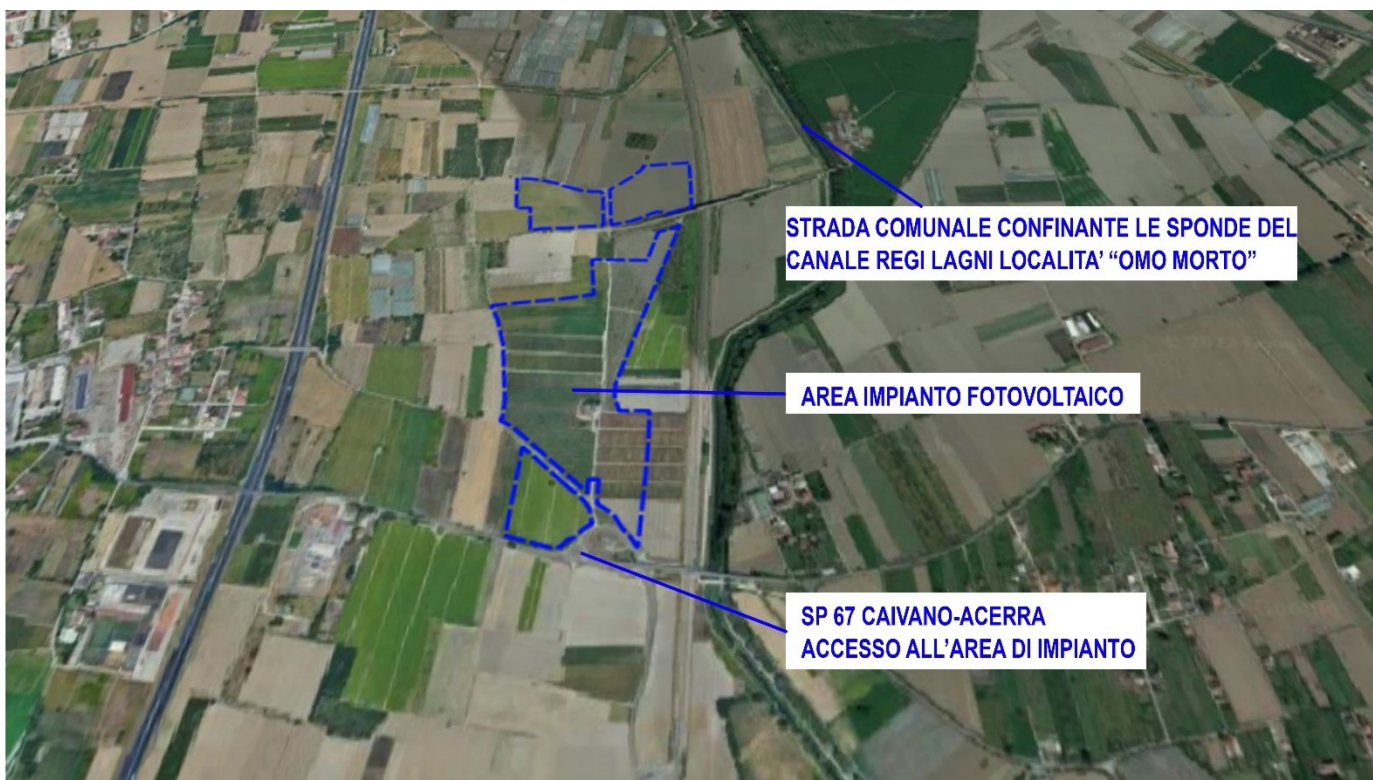 STRADA COMUNALE CONFINANTE LE SPONDE DEL
CANALE REGI LAGNI LOCALITA' “OMO MORTO”
AREA IMPIANTO FOTOVOLTAICO
SP 67 CAIVANO-ACERRA
ACCESSO ALL'AREA DI IMPIANTO